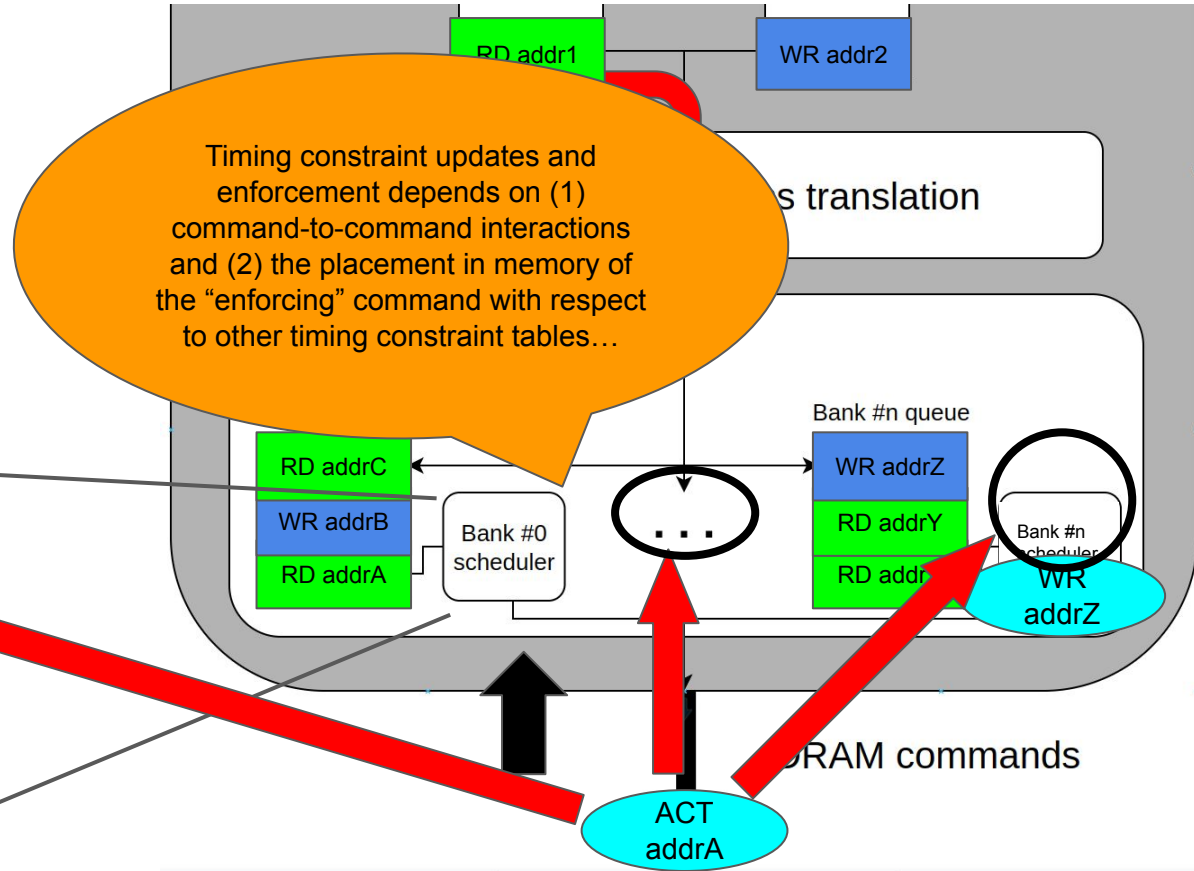 RD addr1
WR addr2
Timing constraint updates and
enforcement depends on (1)
command-to-command interactions
and (2) the placement in memory of
the “enforcing” command with respect
to other timing constraint tables…
translation
Bank #n queue
RD addrC
WR addrB
RD addrA
Bank #0
scheduler
. . .
WR addrZ
RD addrY
RD
Bank #n
scheduler
WR
addrZ
DRAM commands
ACT
addrA